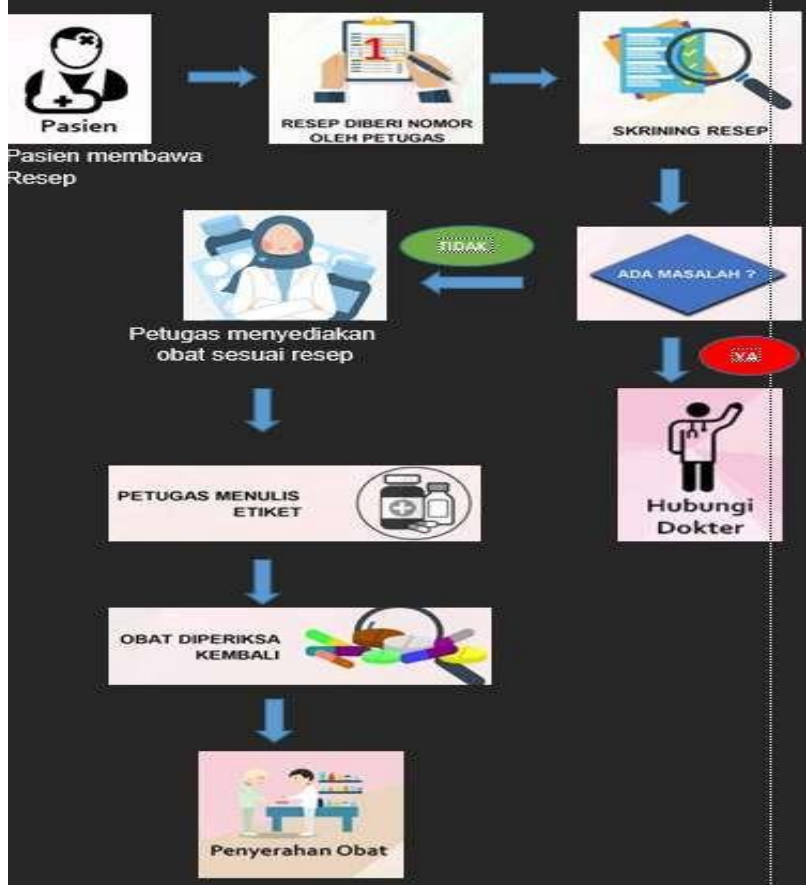 Pasien
Pasien membawa
Resep
1
RESEP DIBERI NOMOR
OLEH PETUGAS
SKRINING RESEP
ADA MASALAH ?
TIDAK
YA
Petugas menyediakan
obat sesuai resep
Hubungi
Dokter
PETUGAS MENULIS
ETIKET
OBAT DIPERIKSA
KEMBALI
Penyerahan Obat